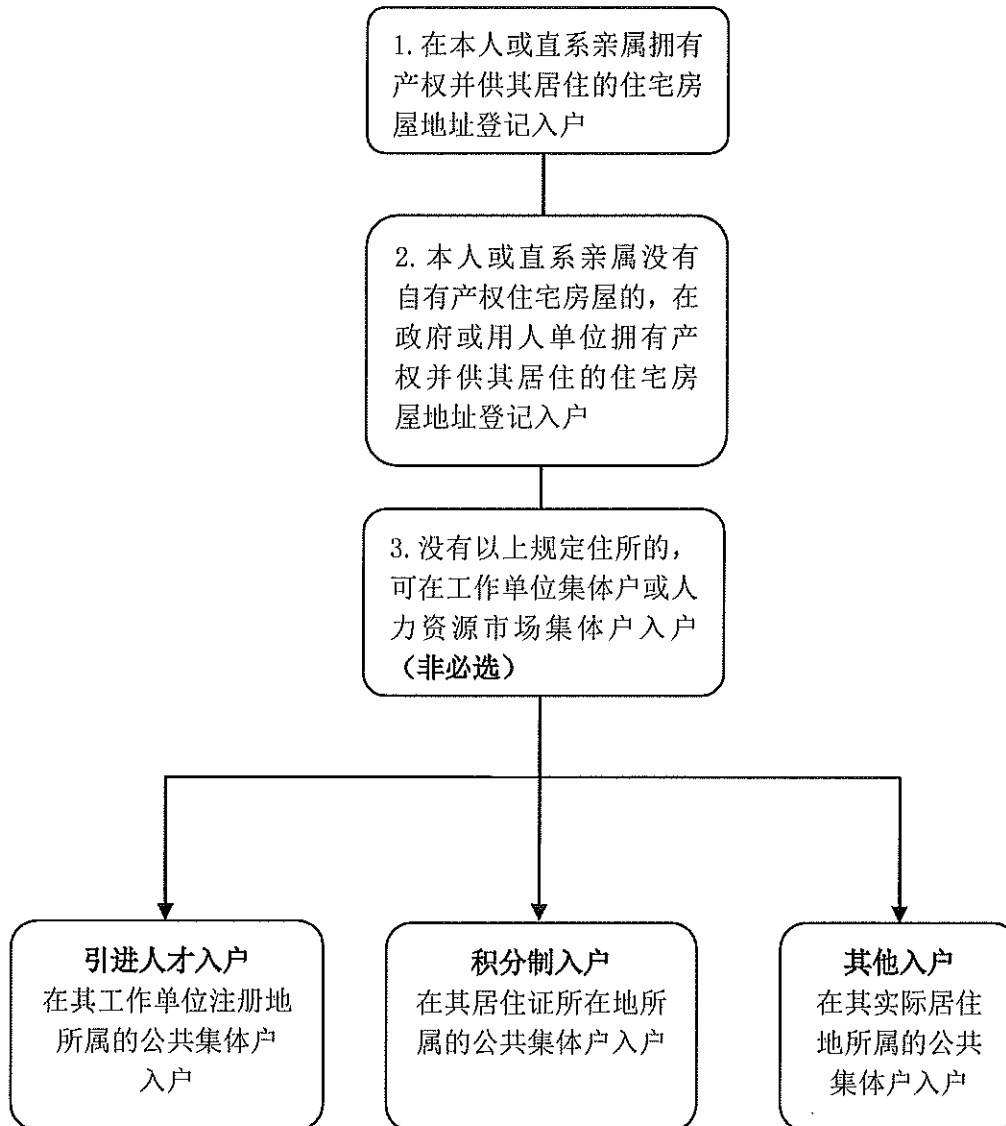 1. 在本人或直系亲属拥有
产权并供其居住的住宅房
屋地址登记入户
2. 本人或直系亲属没有
自有产权住宅房屋的，在
政府或用人单位拥有产
权并供其居住的住宅房
屋地址登记入户
3. 没有以上规定住所的，
可在工作单位集体户或人
力资源市场集体户入户
（非必选）
引进人才入户
在其工作单位注册地
所属的公共集体户
入户
积分制入户
在其居住证所在地所
属的公共集体户入户
其他入户
在其实际居住
地所属的公共
集体户入户